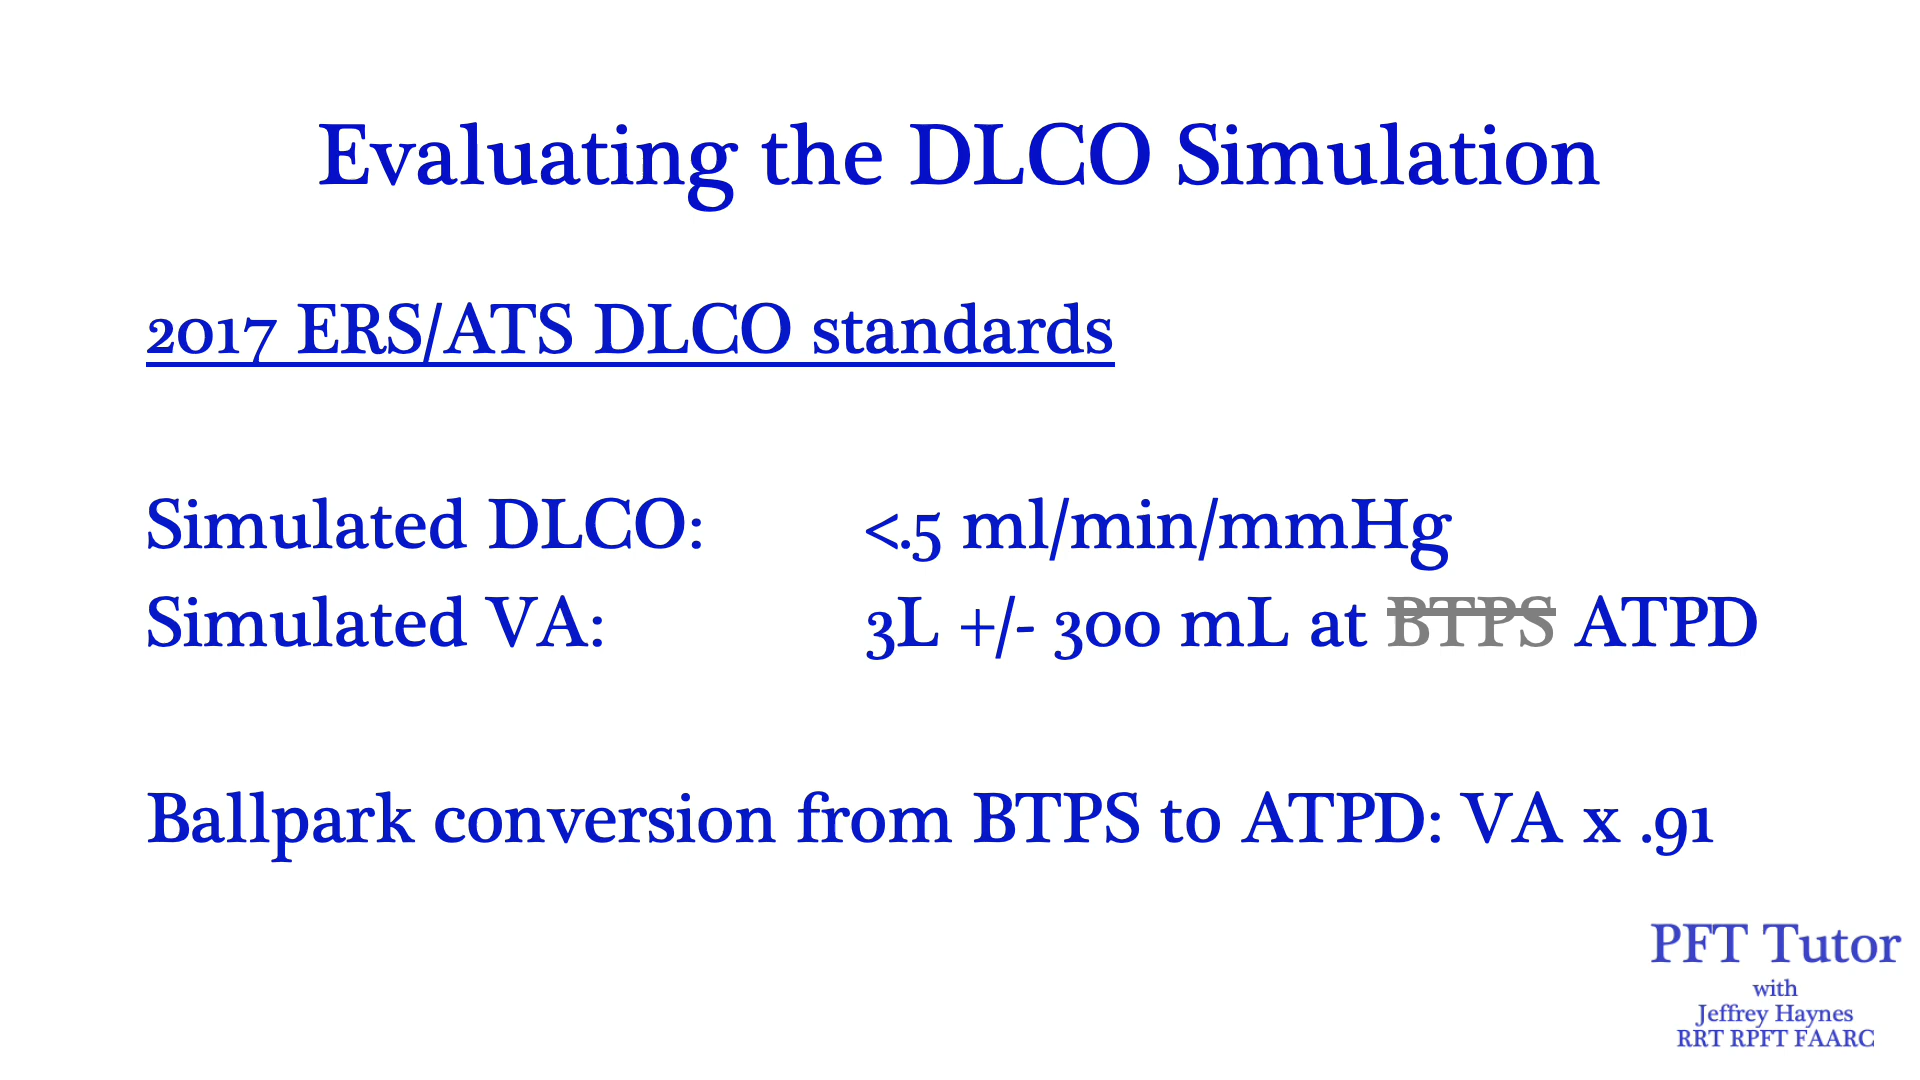 Evaluating the DLCO Simulation
2017 ERS/ATS DLCO standards
Simulated DLCO: <.5 ml/min/mmHg
Simulated VA: 3L +/- 300 mL at BTPS ATPD
Ballpark conversion from BTPS to ATPD: VA x .91
PFT Tutor
with
Jeffrey Haynes
RRT RPFT FAARC